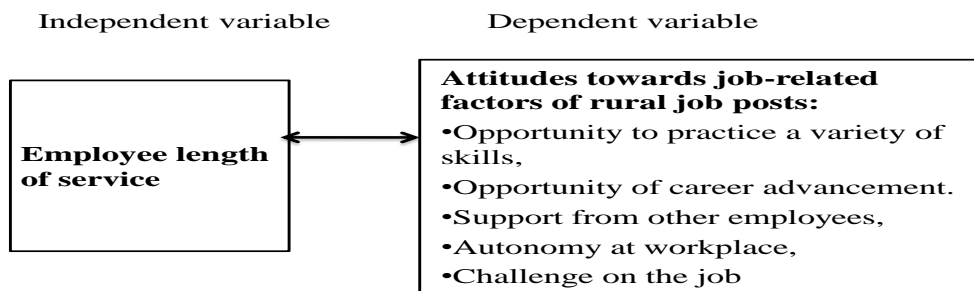 Independent variable
Dependent variable
Employee length
of service
Attitudes towards job-related
factors of rural job posts:
•Opportunity to practice a variety of
skills,
•Opportunity of career advancement.
•Support from other employees,
•Autonomy at workplace,
•Challenge on the job